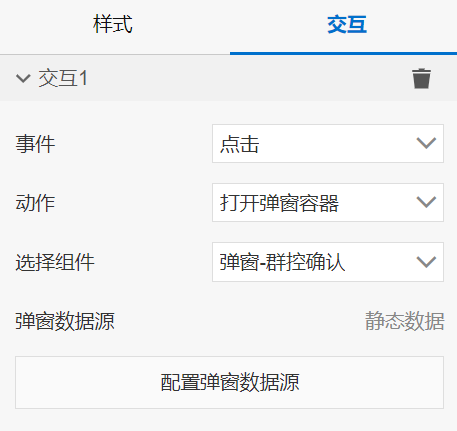 样式 交互
交互1
事件 点击
动作 打开弹窗容器
选择组件 弹窗-群控确认
弹窗数据源 静态数据
配置弹窗数据源